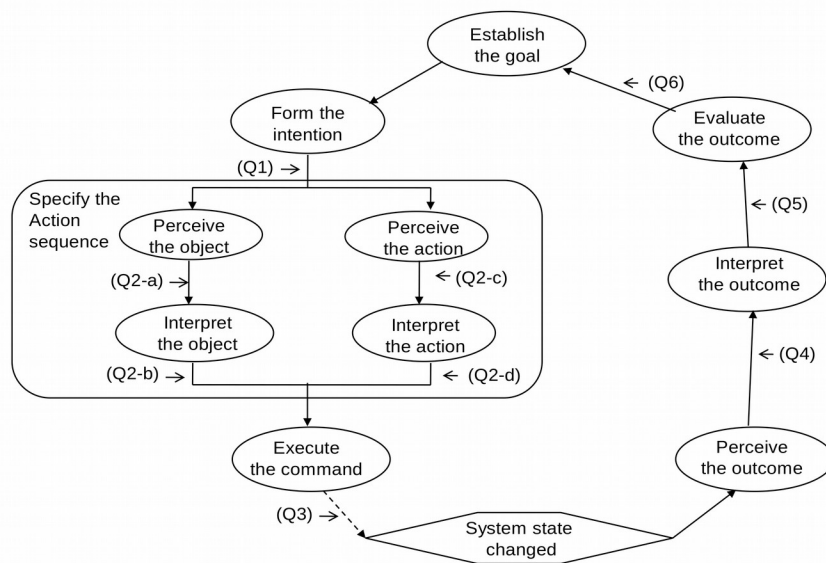 Establish
the goal
(Q6)
Form the
intention
Evaluate
the outcome
(Q1)
Specify the
Action
sequence
Perceive
the object
Perceive
the action
(Q5)
(Q2-a)
(Q2-c)
Interpret
the outcome
Interpret
the object
Interpret
the action
(Q2-b)
(Q2-d)
(Q4)
Execute
the command
Perceive
the outcome
(Q3)
System state
changed